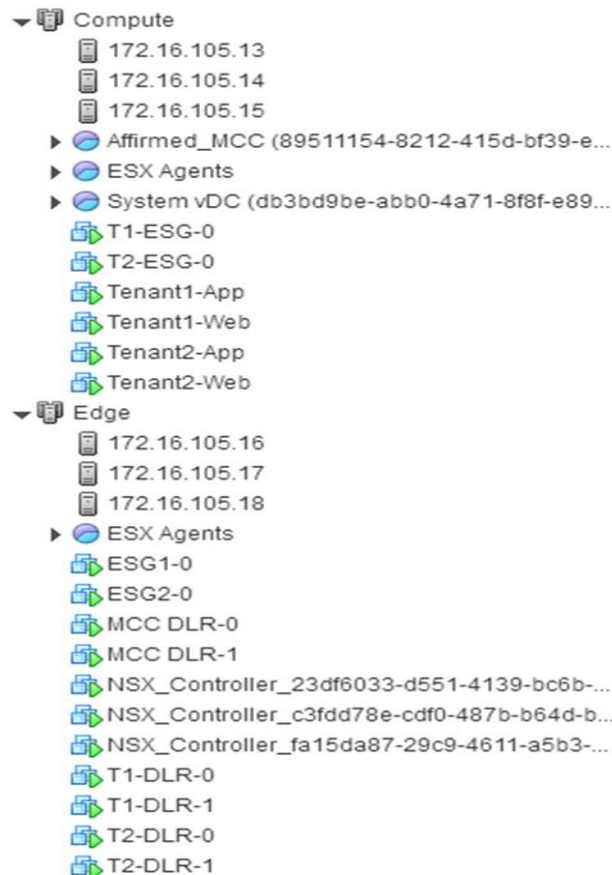 Compute
172.16.105.13
172.16.105.14
172.16.105.15
Affirmed_MCC (89511154-8212-415d-bf39-e...
ESX Agents
System vDC (db3bd9be-abb0-4a71-8f8f-e89...
T1-ESG-0
T2-ESG-0
Tenant1-App
Tenant1-Web
Tenant2-App
Tenant2-Web
Edge
172.16.105.16
172.16.105.17
172.16.105.18
ESX Agents
ESG1-0
ESG2-0
MCC DLR-0
MCC DLR-1
NSX_Controller_23df6033-d551-4139-bc6b-...
NSX_Controller_c3fdd78e-cdf0-487b-b64d-b...
NSX_Controller_fa15da87-29c9-4611-a5b3-...
T1-DLR-0
T1-DLR-1
T2-DLR-0
T2-DLR-1